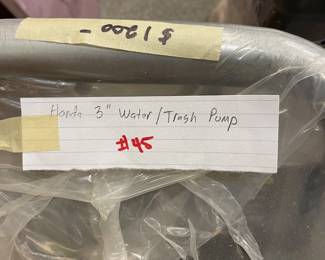 $1200-
Honda 3" Water/Trash Pump
#45